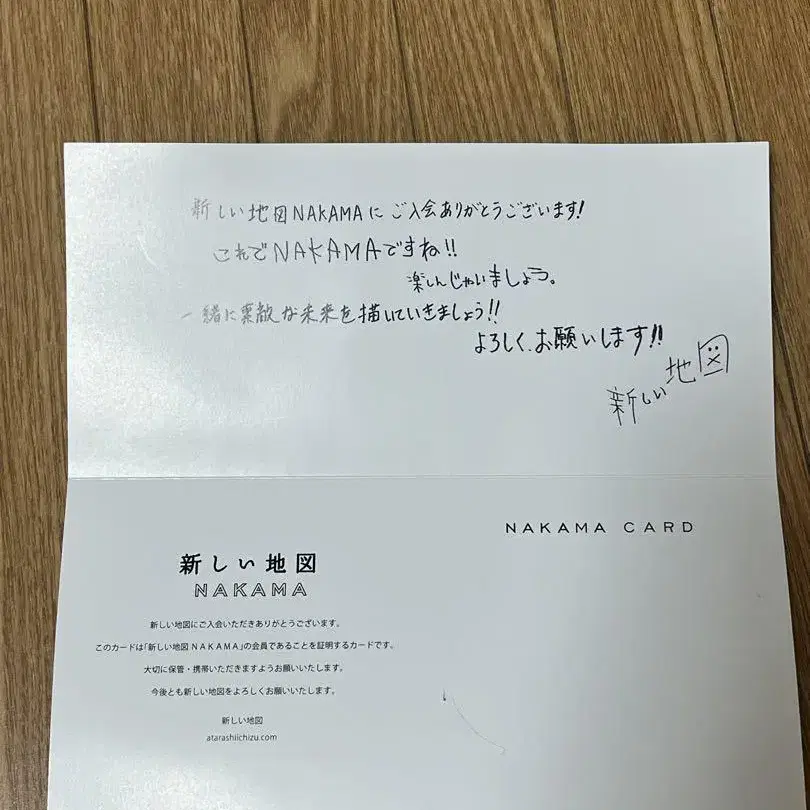 新しい地図NAKAMAにご入会ありがとうございます!
これでNAKAMAですね!!
楽しんじゃいましょう。
一緒に素敵な未来を描いていきましょう!!
よろしく、お願いします!!
新しい地図
NAKAMA CARD
新しい地図
NAKAMA
新しい地図にご入会いただきありがとうございます。
このカードは「新しい地図 NAKAMA」の会員であることを証明するカードです。
大切に保管・携帯いただきますようお願いいたします。
今後とも新しい地図をよろしくお願いいたします。
新しい地図
atarashiichizu.com